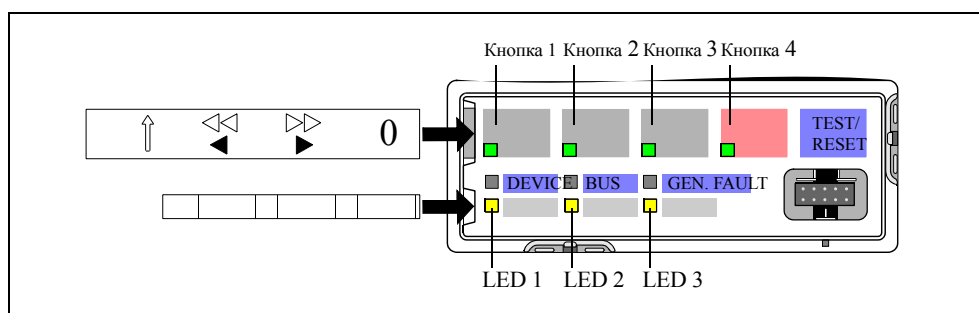 Кнопка 1 Кнопка 2 Кнопка 3 Кнопка 4
0
TEST/
RESET
DEVICE BUS GEN. FAULT
LED 1 LED 2 LED 3